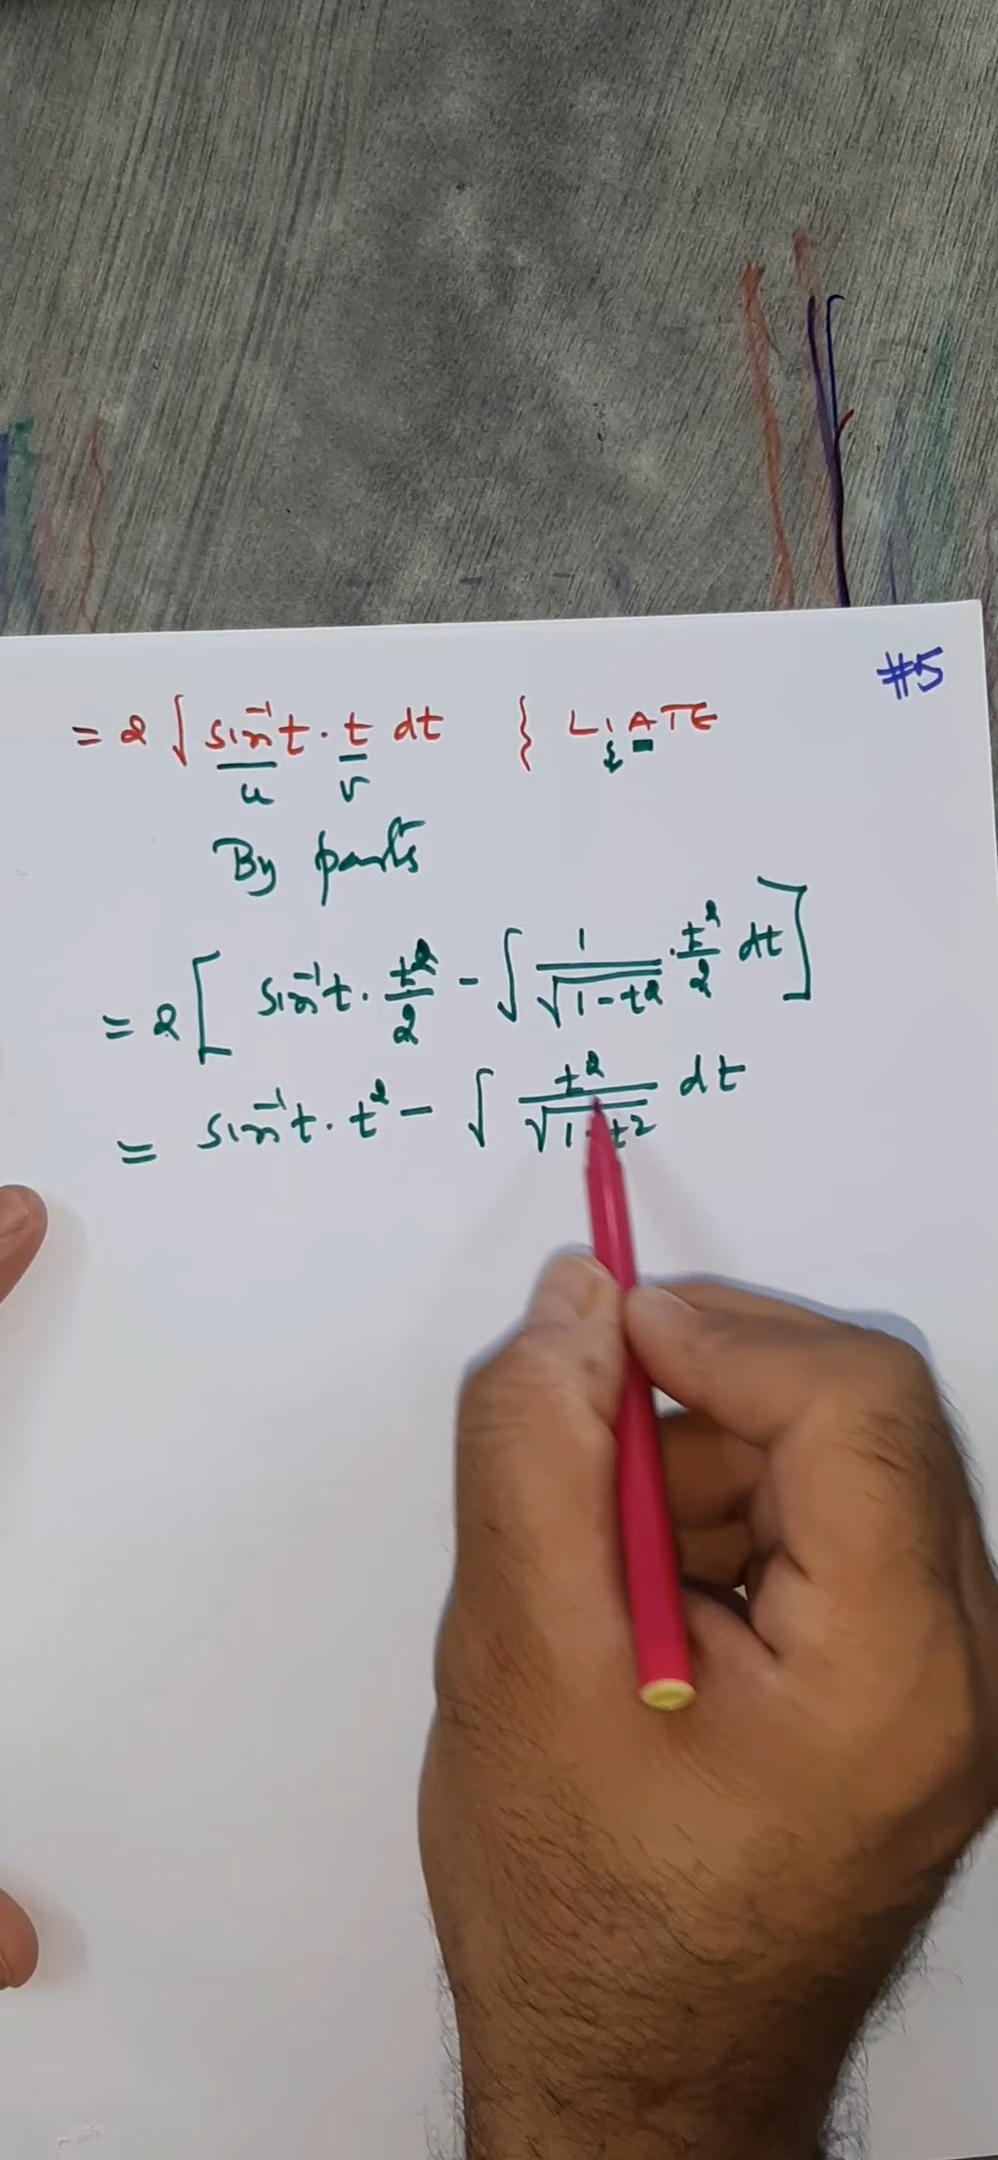 #5
= 2 ∫ sin⁻¹t · t dt } LIATE
u v
By parts
= 2 [ sin⁻¹t · t²/2 - ∫ 1/√(1-t²) · t²/2 dt ]
= sin⁻¹t · t² - ∫ t²/√(1-t²) dt